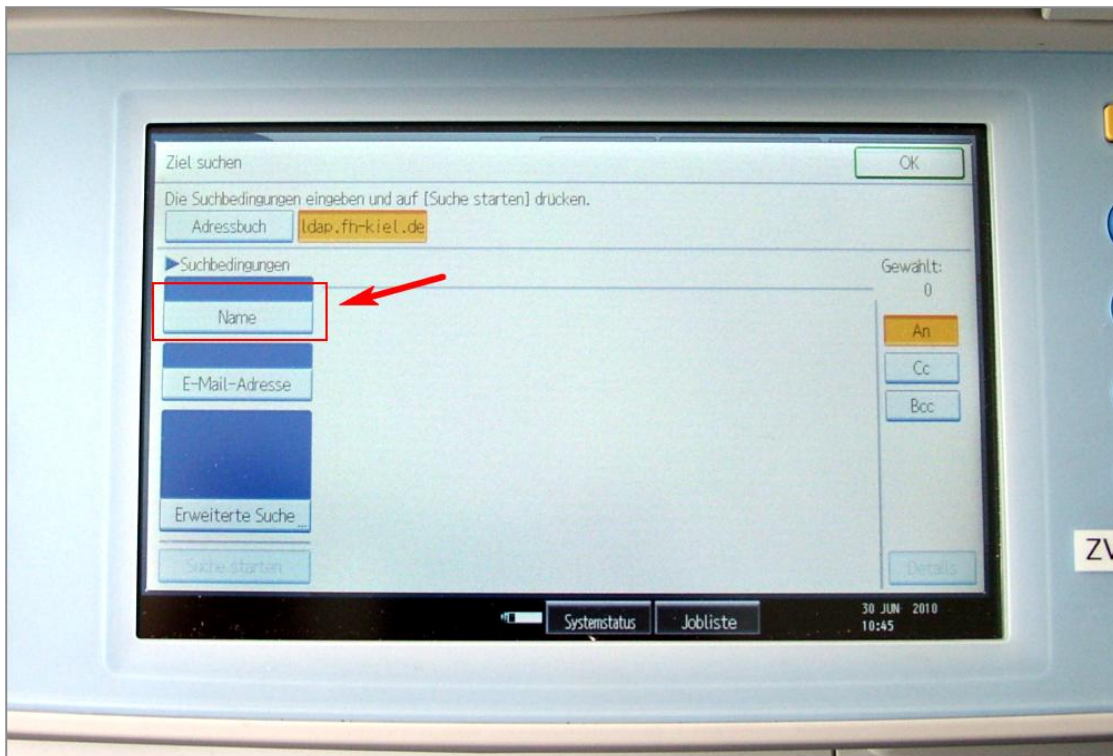 Ziel suchen
OK
Die Suchbedingungen eingeben und auf [Suche starten] drücken.
Adressbuch
ldap.fh-kiel.de
Suchbedingungen
Gewählt:
0
Name
An
Cc
E-Mail-Adresse
Bcc
Erweiterte Suche...
Suche starten
Details
ZV
Systemstatus
Jobliste
30 JUN 2010
10:45